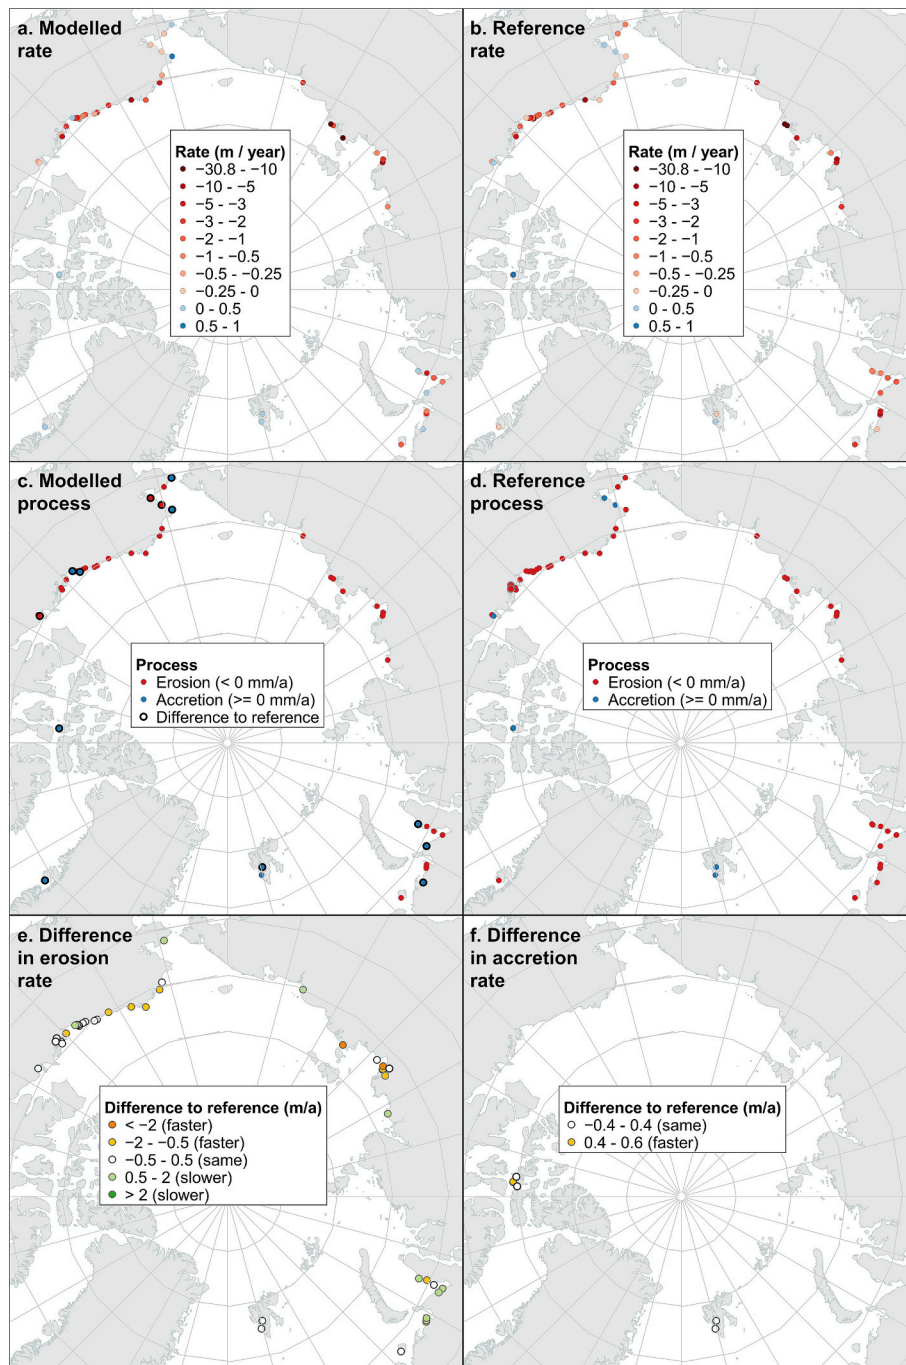 a. Modelled
rate
Rate (m / year)
−30.8 - −10
−10 - −5
−5 - −3
−3 - −2
−2 - −1
−1 - −0.5
−0.5 - −0.25
−0.25 - 0
0 - 0.5
0.5 - 1
b. Reference
rate
Rate (m / year)
−30.8 - −10
−10 - −5
−5 - −3
−3 - −2
−2 - −1
−1 - −0.5
−0.5 - −0.25
−0.25 - 0
0 - 0.5
0.5 - 1
c. Modelled
process
Process
Erosion (< 0 mm/a)
Accretion (>= 0 mm/a)
Difference to reference
d. Reference
process
Process
Erosion (< 0 mm/a)
Accretion (>= 0 mm/a)
e. Difference
in erosion
rate
Difference to reference (m/a)
< −2 (faster)
−2 - −0.5 (faster)
−0.5 - 0.5 (same)
0.5 - 2 (slower)
> 2 (slower)
f. Difference
in accretion
rate
Difference to reference (m/a)
−0.4 - 0.4 (same)
0.4 - 0.6 (faster)